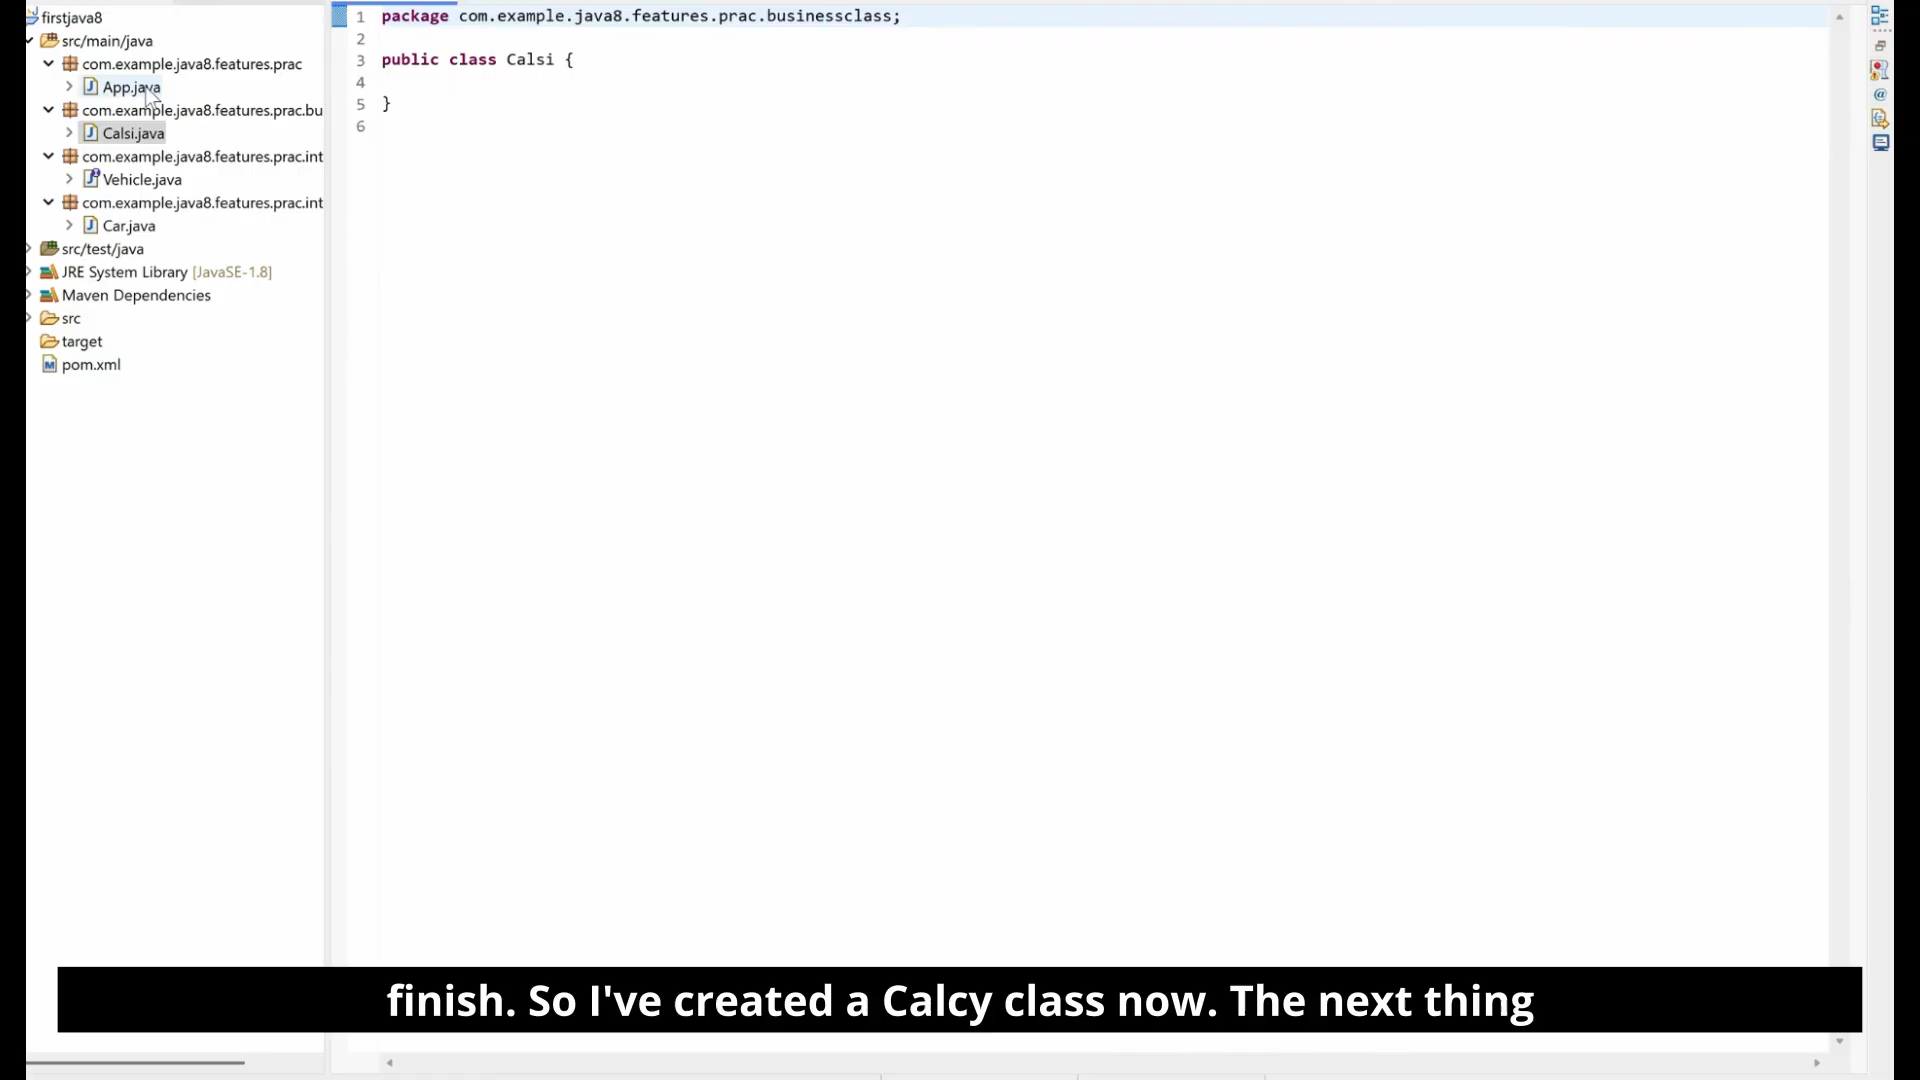 firstjava8
src/main/java
com.example.java8.features.prac
App.java
com.example.java8.features.prac.bu
Calsi.java
com.example.java8.features.prac.int
Vehicle.java
com.example.java8.features.prac.int
Car.java
src/test/java
JRE System Library [JavaSE-1.8]
Maven Dependencies
src
target
pom.xml
1 package com.example.java8.features.prac.businessclass;
2
3 public class Calsi {
4
5 }
6
finish. So I've created a Calcy class now. The next thing